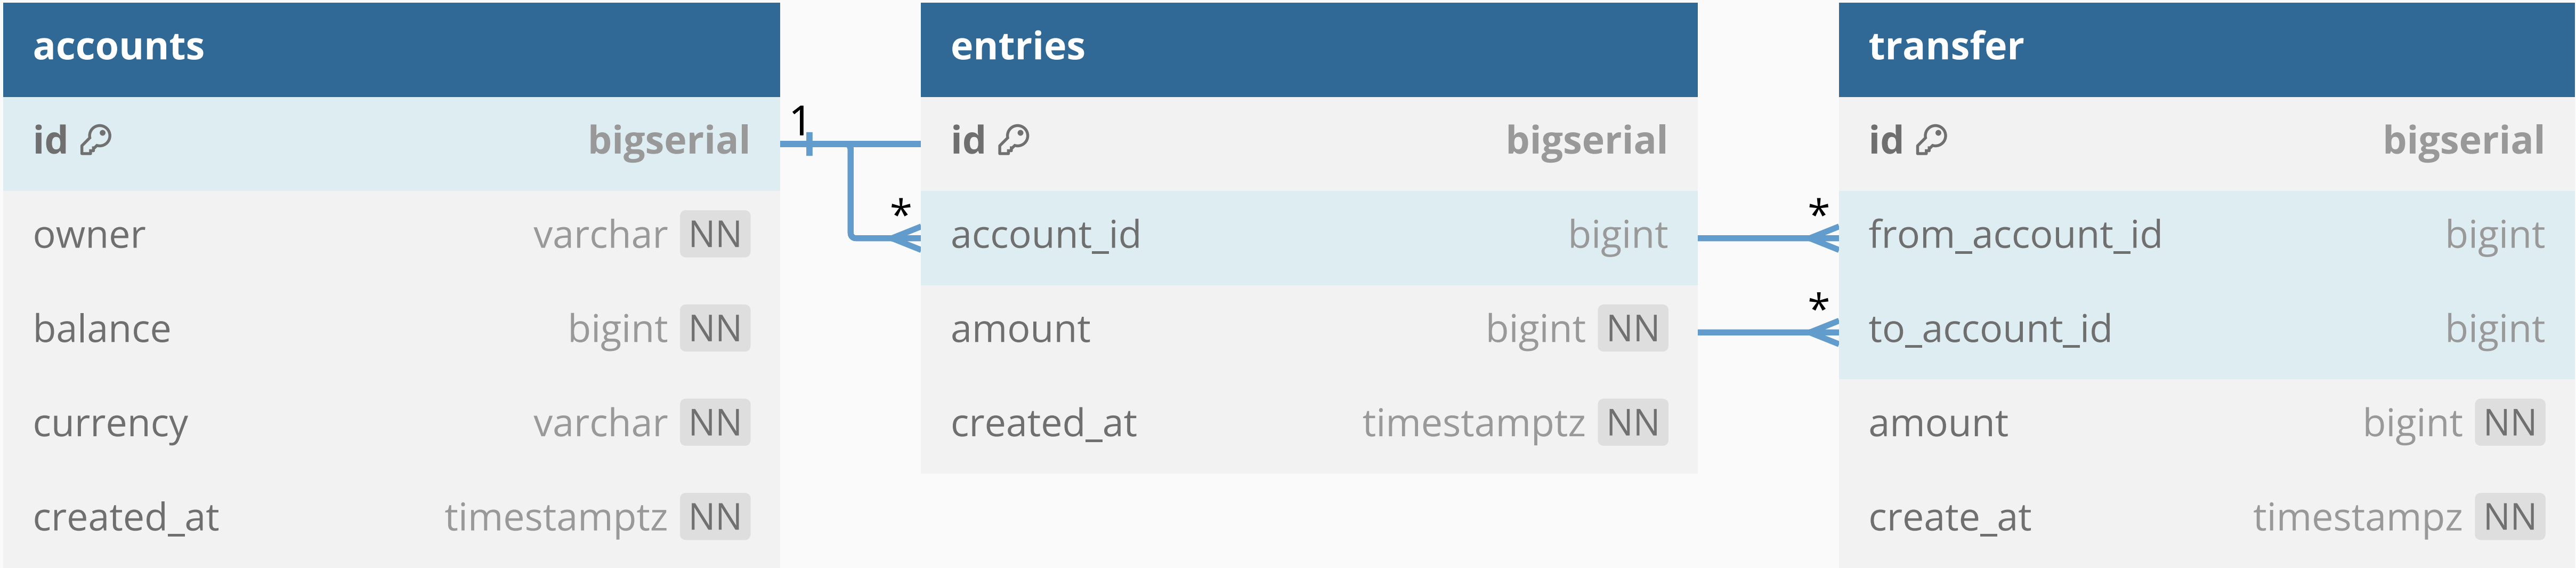 accounts
id bigserial
owner varchar NN
balance bigint NN
currency varchar NN
created_at timestamptz NN
1
*
entries
id bigserial
account_id bigint
amount bigint NN
created_at timestamptz NN
*
*
transfer
id bigserial
from_account_id bigint
to_account_id bigint
amount bigint NN
create_at timestampz NN